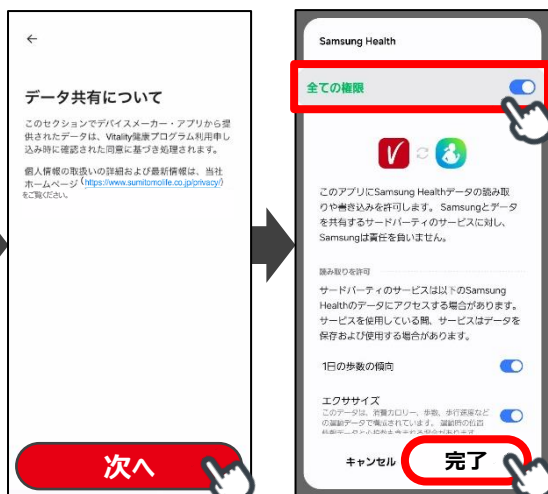 ←
データ共有について
このセクションでデバイスメーカー・アプリから提
供されたデータは、Vitality健康プログラム利用申し
込み時に確認された同意に基づき処理されます。
個人情報の取扱いの詳細および最新情報は、当社
ホームページ（https://www.sumitomolife.co.jp/privacy/）
をご覧ください。
次へ
Samsung Health
全ての権限
V
このアプリにSamsung Healthデータの読み取
りや書き込みを許可します。 Samsungとデータ
を共有するサードパーティのサービスに対し、
Samsungは責任を負いません。
読み取りを許可
サードパーティのサービスは以下のSamsung
Healthのデータにアクセスする場合があります。
サービスを使用している間、サービスはデータを
保存および使用する場合があります。
1日の歩数の傾向
エクササイズ
このデータは、消費カロリー、歩数、歩行速度など
の運動データで構成されています。 運動時の位置
キャンセル
完了